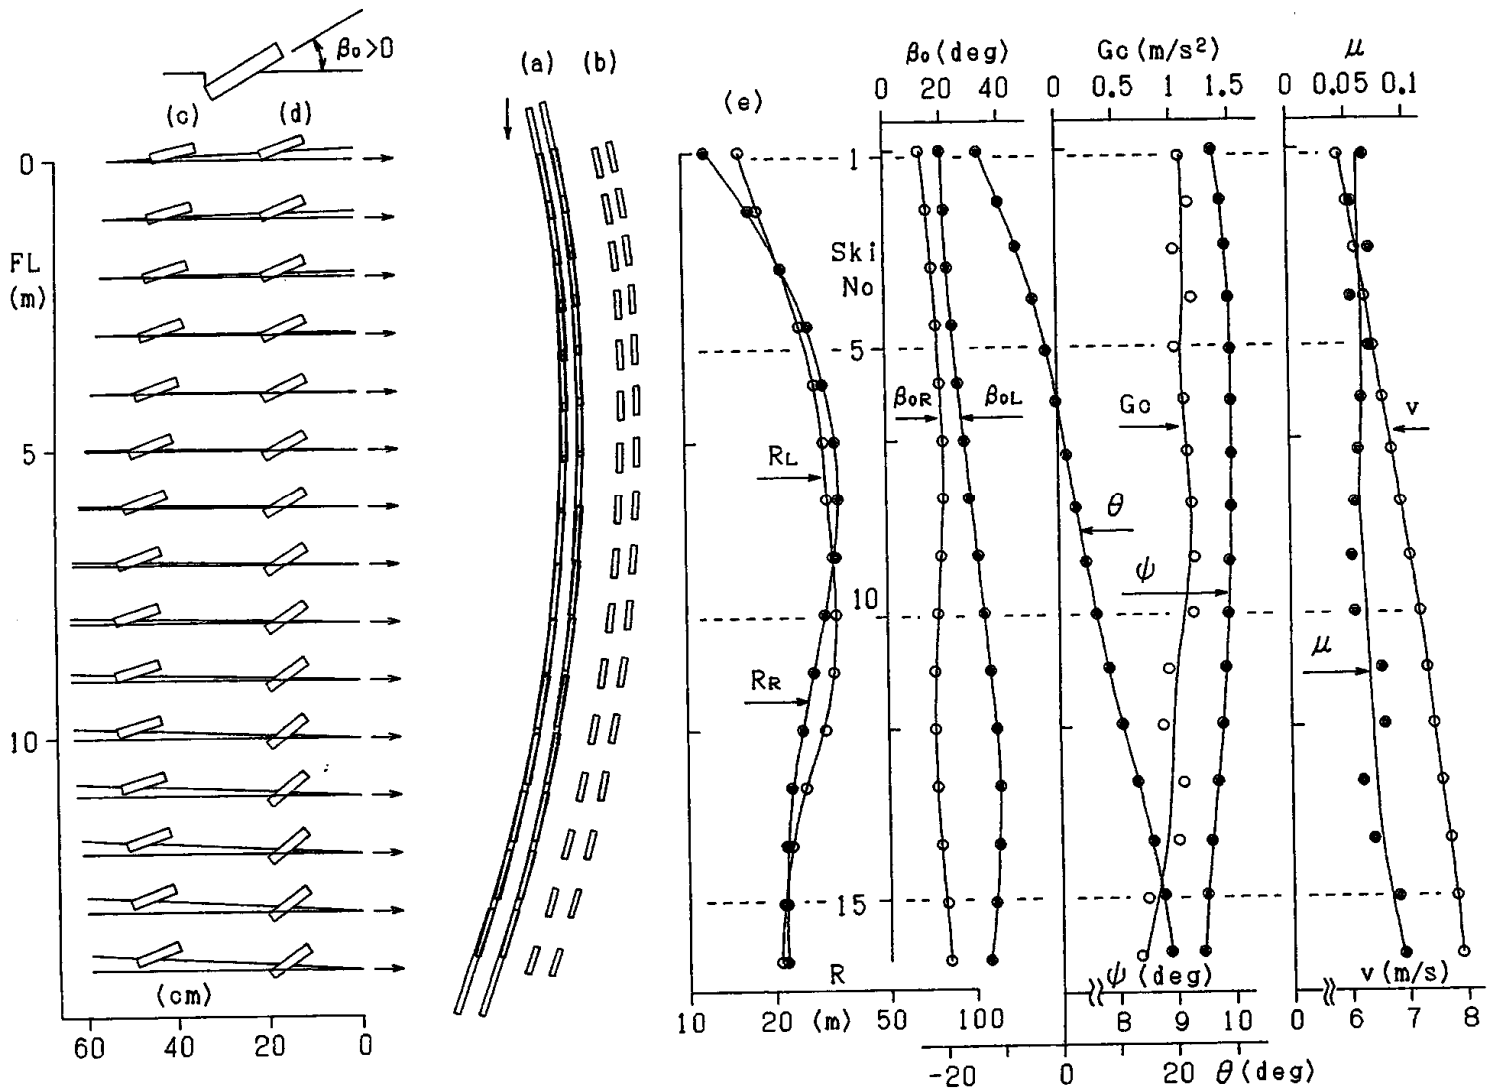 β₀>0
(a) (b)
(c) (d)
(e)
β₀(deg)
0 20 40
Gc(m/s²)
0 0.5 1 1.5
μ
0 0.05 0.1
FL
(m)
0
5
10
(cm)
60 40 20 0
Ski
No
1
5
10
15
β₀R β₀L
RL
RR
Gc
θ
ψ
v
μ
R
ψ (deg)
v(m/s)
10 20 (m) 50 100
8 9 10
0 6 7 8
-20 0 20 θ(deg)